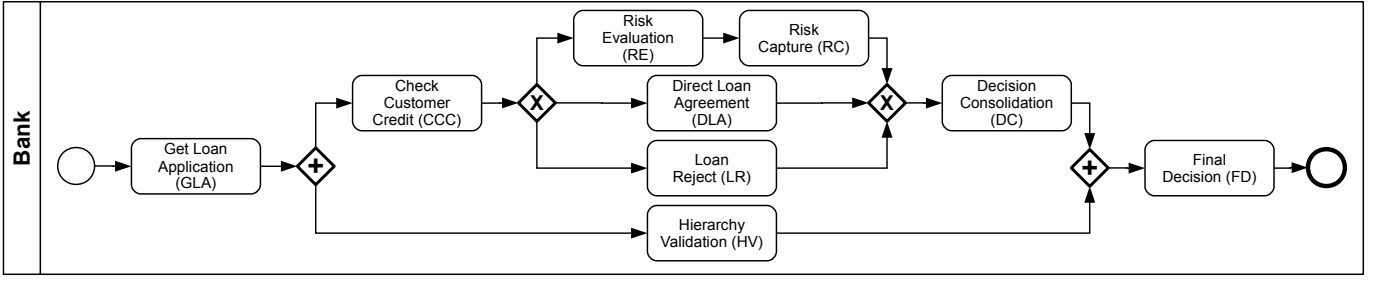 Bank
Get Loan
Application
(GLA)
+
Check
Customer
Credit (CCC)
X
Risk
Evaluation
(RE)
Risk
Capture (RC)
Direct Loan
Agreement
(DLA)
Loan
Reject (LR)
Hierarchy
Validation (HV)
X
Decision
Consolidation
(DC)
+
Final
Decision (FD)